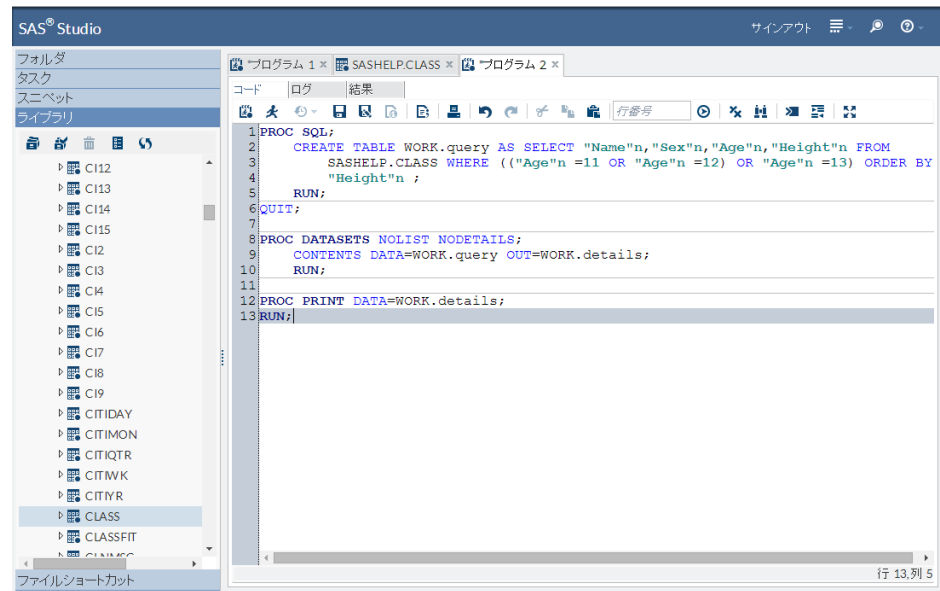 SAS® Studio
サインアウト
フォルダ
タスク
スニペット
ライブラリ
CI12
CI13
CI14
CI15
CI2
CI3
CI4
CI5
CI6
CI7
CI8
CI9
CITIDAY
CITIMON
CITIQTR
CITIWK
CITIYR
CLASS
CLASSFIT
ファイルショートカット
*プログラム 1 × SASHELP.CLASS × *プログラム 2 ×
コード ログ 結果
行番号
1 PROC SQL;
2 CREATE TABLE WORK.query AS SELECT "Name"n,"Sex"n,"Age"n,"Height"n FROM
3 SASHELP.CLASS WHERE (("Age"n =11 OR "Age"n =12) OR "Age"n =13) ORDER BY
4 "Height"n ;
5 RUN;
6 QUIT;
7
8 PROC DATASETS NOLIST NODETAILS;
9 CONTENTS DATA=WORK.query OUT=WORK.details;
10 RUN;
11
12 PROC PRINT DATA=WORK.details;
13 RUN;
行 13,列 5